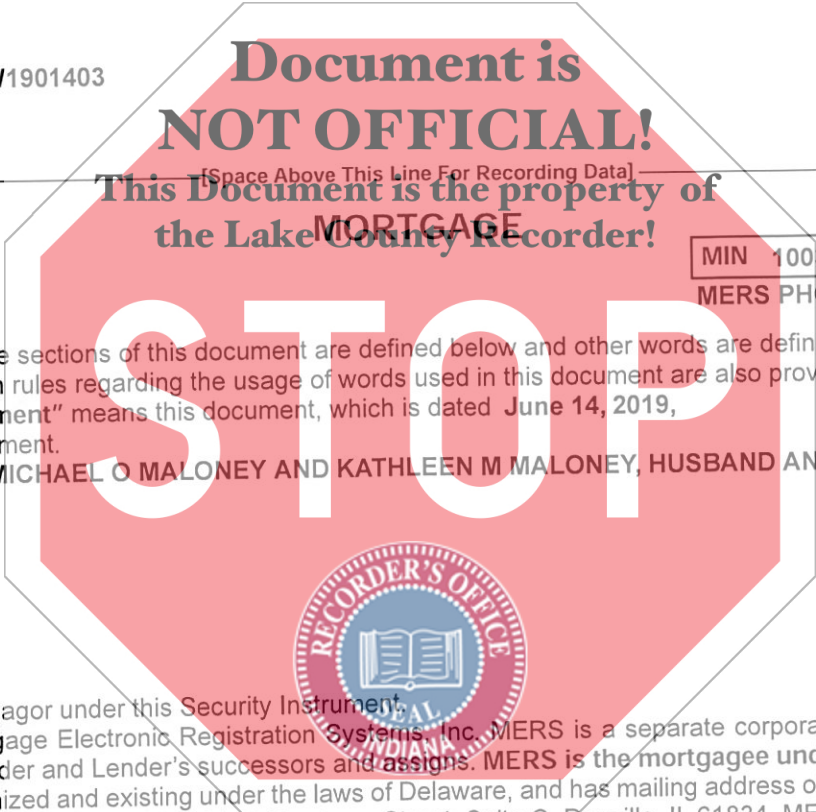 1901403
Document is
NOT OFFICIAL!
[Space Above This Line For Recording Data]
This Document is the property of
MORTGAGE
the Lake County Recorder!
MIN 100
MERS PH
STOP
e sections of this document are defined below and other words are defin
n rules regarding the usage of words used in this document are also prov
ment" means this document, which is dated June 14, 2019,
ment.
MICHAEL O MALONEY AND KATHLEEN M MALONEY, HUSBAND AN
RECORDER'S OFFICE
SEAL
INDIANA
agor under this Security Instrument.
gage Electronic Registration Systems, Inc. MERS is a separate corpora
der and Lender's successors and assigns. MERS is the mortgagee und
ized and existing under the laws of Delaware, and has mailing address o